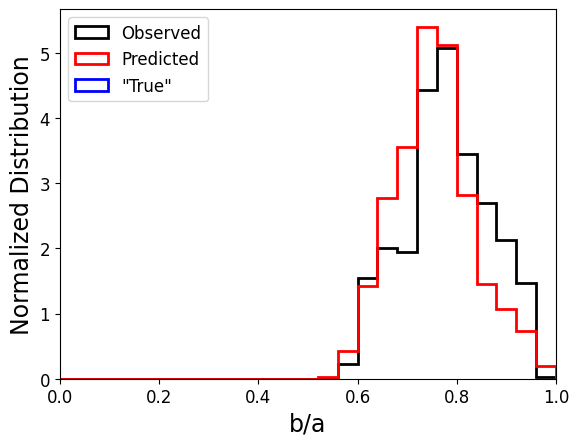 Observed
Predicted
"True"
Normalized Distribution
5
4
3
2
1
0
0.0 0.2 0.4 0.6 0.8 1.0
b/a